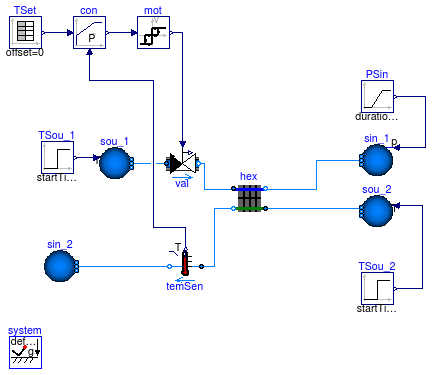 TSet
con
mot
P
offset=0
PSin
duratio...
TSou_1
sou_1
sin_1
p
startTi...
val
hex
sou_2
T
sin_2
temSen
TSou_2
startTi...
system
def...
g